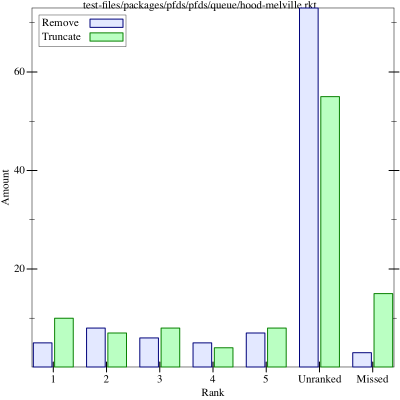 test-files/packages/pfds/pfds/queue/hood-melville.rkt
Remove
Truncate
Amount
60
40
20
1 2 3 4 5 Unranked Missed
Rank